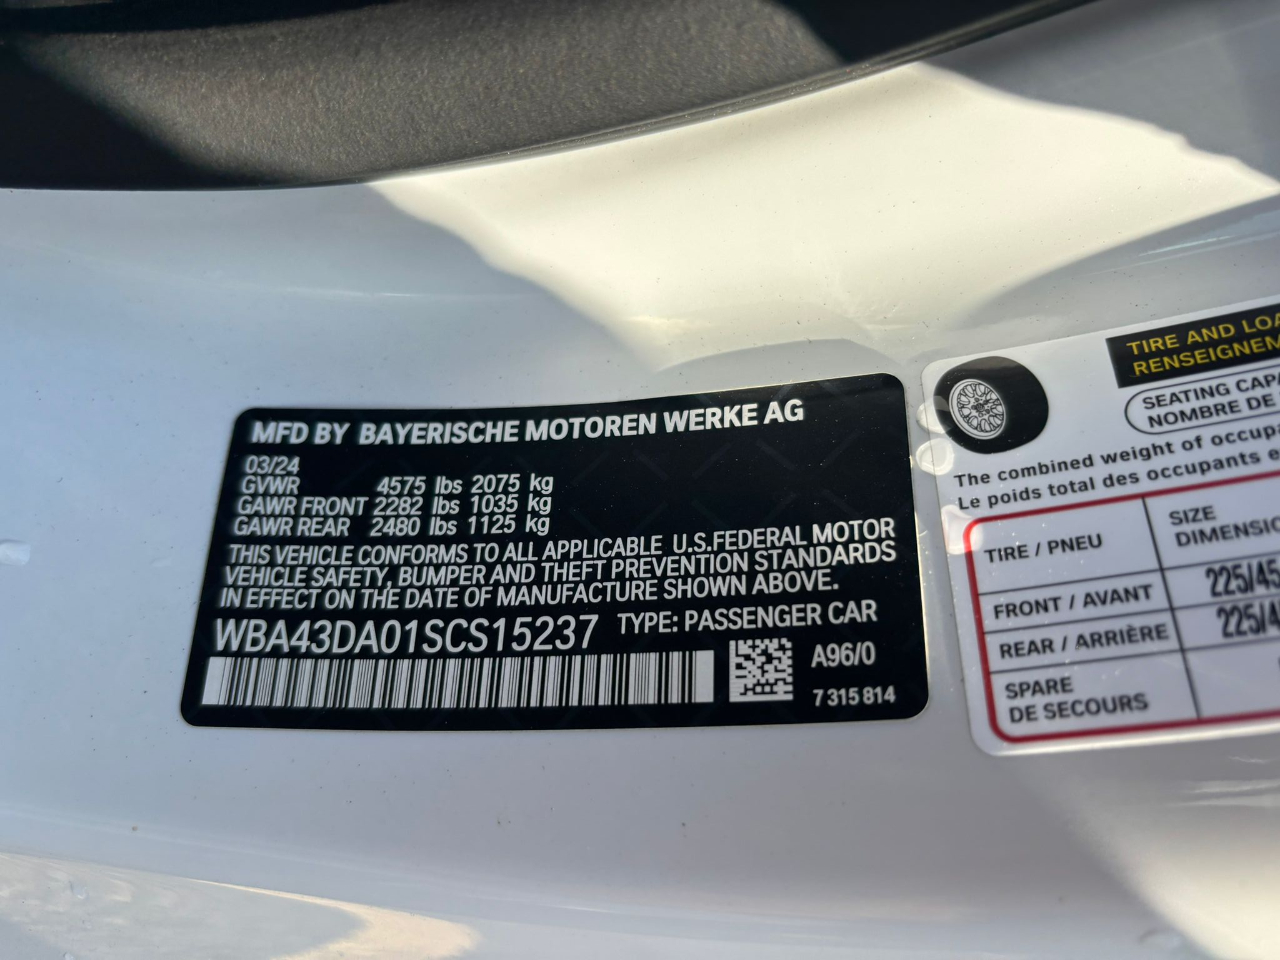 MFD BY BAYERISCHE MOTOREN WERKE AG
03/24
GVWR 4575 lbs 2075 kg
GAWR FRONT 2282 lbs 1035 kg
GAWR REAR 2480 lbs 1125 kg
THIS VEHICLE CONFORMS TO ALL APPLICABLE U.S.FEDERAL MOTOR
VEHICLE SAFETY, BUMPER AND THEFT PREVENTION STANDARDS
IN EFFECT ON THE DATE OF MANUFACTURE SHOWN ABOVE.
WBA43DA01SCS15237 TYPE: PASSENGER CAR
A96/0
7 315 814
TIRE AND LOA
RENSEIGNEM
SEATING CAPA
NOMBRE DE
The combined weight of occupa
Le poids total des occupants e
TIRE / PNEU
SIZE
DIMENSIO
FRONT / AVANT 225/45
REAR / ARRIÈRE 225/4
SPARE
DE SECOURS